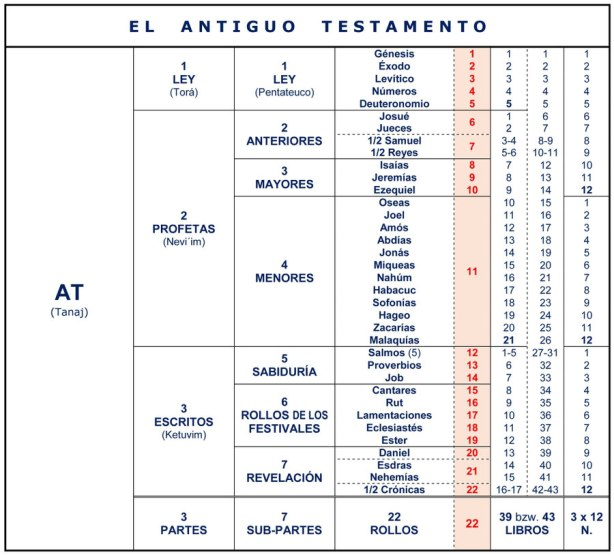 EL ANTIGUO TESTAMENTO
AT
(Tanaj)
1
LEY
(Torá)
1
LEY
(Pentateuco)
Génesis 1 1 1 1
Éxodo 2 2 2 2
Levítico 3 3 3 3
Números 4 4 4 4
Deuteronomio 5 5 5 5
2
PROFETAS
(Nevi´im)
2
ANTERIORES
Josué 6 1 6 6
Jueces 2 7 7
1/2 Samuel 7 3-4 8-9 8
1/2 Reyes 5-6 10-11 9
3
MAYORES
Isaías 8 7 12 10
Jeremías 9 8 13 11
Ezequiel 10 9 14 12
4
MENORES
11
Oseas 10 15 1
Joel 11 16 2
Amós 12 17 3
Abdías 13 18 4
Jonás 14 19 5
Miqueas 15 20 6
Nahúm 16 21 7
Habacuc 17 22 8
Sofonías 18 23 9
Hageo 19 24 10
Zacarías 20 25 11
Malaquías 21 26 12
3
ESCRITOS
(Ketuvim)
5
SABIDURÍA
Salmos (5) 12 1-5 27-31 1
Proverbios 13 6 32 2
Job 14 7 33 3
6
ROLLOS DE LOS
FESTIVALES
Cantares 15 8 34 4
Rut 16 9 35 5
Lamentaciones 17 10 36 6
Eclesiastés 18 11 37 7
Ester 19 12 38 8
7
REVELACIÓN
Daniel 20 13 39 9
Esdras 21 14 40 10
Nehemías 15 41 11
1/2 Crónicas 22 16-17 42-43 12
3
PARTES
7
SUB-PARTES
22
ROLLOS
22
39 bzw. 43
LIBROS
3 x 12
N.